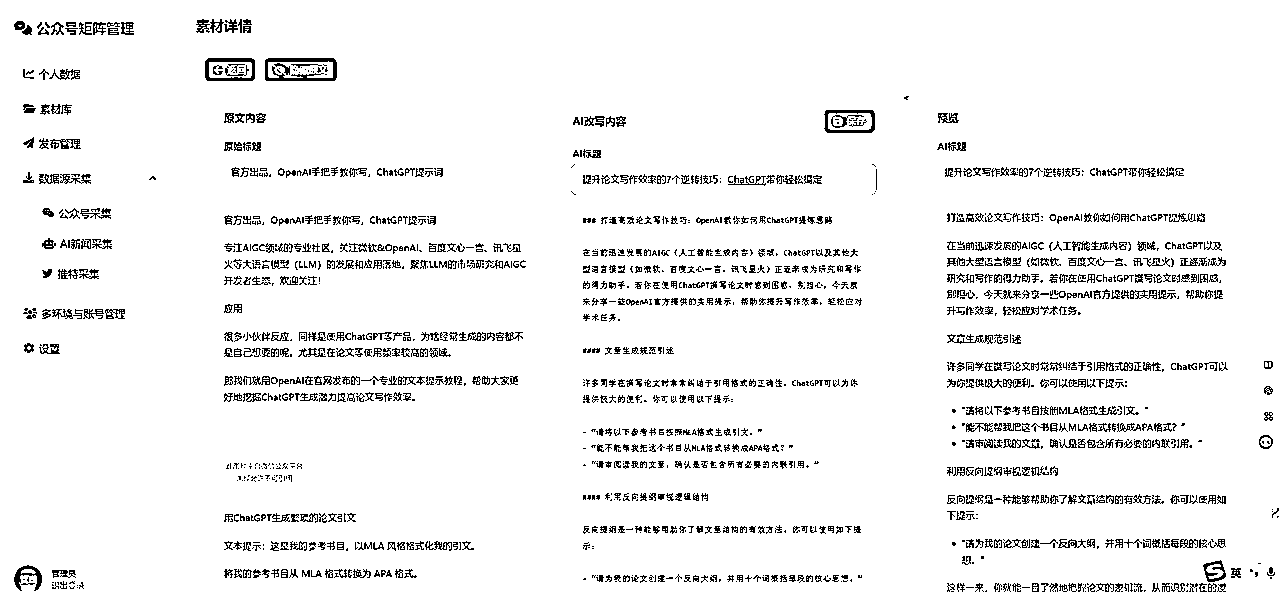 公众号矩阵管理
个人数据
素材库
发布管理
数据源采集
公众号采集
AI新闻采集
推特采集
多环境与账号管理
设置
管理员
退出登录
素材详情
返回
原文内容
原始标题
官方出品，OpenAI手把手教你写，ChatGPT提示词
官方出品，OpenAI手把手教你写，ChatGPT提示词
专注AIGC领域的专业社区，关注微软&OpenAI、百度文心一言、讯飞星
火等大语言模型（LLM）的发展和应用落地，聚焦LLM的市场研究和AIGC
开发者生态，欢迎关注！
应用
很多小伙伴反应，同样是使用ChatGPT等产品，为啥经常生成的内容都不
是自己想要的呢。尤其是在论文等使用频率较高的领域。
那我们就用OpenAI在官网发布的一个专业的文本提示教程，帮助大家更
好地挖掘ChatGPT生成潜力提高论文写作效率。
用ChatGPT生成整理的论文引文
文本提示：这是我的参考书目，以MLA 风格格式化我的引文。
将我的参考书目从 MLA 格式转换为 APA 格式。
AI改写内容
保存
AI标题
提升论文写作效率的7个逆转技巧：ChatGPT带你轻松搞定
### 打造高效论文写作技巧：OpenAI教你如何用ChatGPT提炼思路
在当前迅速发展的AIGC（人工智能生成内容）领域，ChatGPT以及其他大
型语言模型（如微软、百度文心一言、讯飞星火）正逐渐成为研究和写作
的得力助手。若你在使用ChatGPT撰写论文时感到困惑，别担心，今天就
来分享一些OpenAI官方提供的实用提示，帮助你提升写作效率，轻松应对
学术任务。
#### 文章生成规范引述
许多同学在撰写论文时常常纠结于引用格式的正确性，ChatGPT可以为你
提供极大的便利。你可以使用以下提示：
- “请将以下参考书目按照MLA格式生成引文。”
- “能不能帮我把这个书目从MLA格式转换成APA格式？”
- “请审阅读我的文章，确认是否包含所有必要的内联引用。”
#### 利用反向提纲审视逻辑结构
反向提纲是一种能够帮助你了解文章结构的有效方法。你可以使用如下提
示：
- “请为我的论文创建一个反向大纲，并用十个词概括每段的核心思想。”
预览
AI标题
提升论文写作效率的7个逆转技巧：ChatGPT带你轻松搞定
打造高效论文写作技巧：OpenAI教你如何用ChatGPT提炼思路
在当前迅速发展的AIGC（人工智能生成内容）领域，ChatGPT以及
其他大型语言模型（如微软、百度文心一言、讯飞星火）正逐渐成为
研究和写作的得力助手。若你在使用ChatGPT撰写论文时感到困惑，
别担心，今天就来分享一些OpenAI官方提供的实用提示，帮助你提
升写作效率，轻松应对学术任务。
文章生成规范引述
许多同学在撰写论文时常常纠结于引用格式的正确性，ChatGPT可以
为你提供极大的便利。你可以使用以下提示：
“请将以下参考书目按照MLA格式生成引文。”
“能不能帮我把这个书目从MLA格式转换成APA格式？”
“请审阅读我的文章，确认是否包含所有必要的内联引用。”
利用反向提纲审视逻辑结构
反向提纲是一种能够帮助你了解文章结构的有效方法。你可以使用如
下提示：
“请为我的论文创建一个反向大纲，并用十个词概括每段的核心思
想。”
这样一来，你就能一目了然地把握论文的逻辑流，从而识别潜在的逻
英